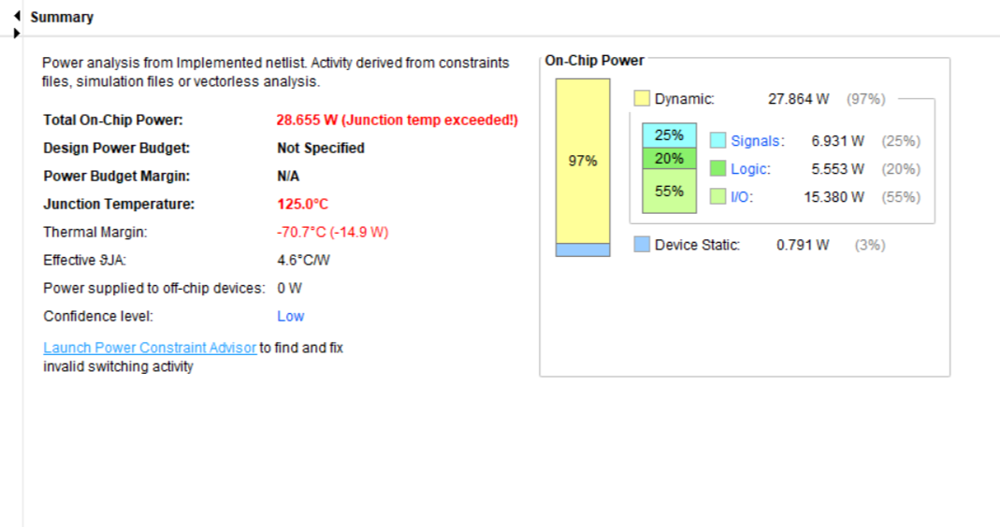 Summary
Power analysis from Implemented netlist. Activity derived from constraints
files, simulation files or vectorless analysis.
Total On-Chip Power: 28.655 W (Junction temp exceeded!)
Design Power Budget: Not Specified
Power Budget Margin: N/A
Junction Temperature: 125.0°C
Thermal Margin: -70.7°C (-14.9 W)
Effective ϑJA: 4.6°C/W
Power supplied to off-chip devices: 0 W
Confidence level: Low
Launch Power Constraint Advisor to find and fix
invalid switching activity
On-Chip Power
97%
Dynamic: 27.864 W (97%)
25% Signals: 6.931 W (25%)
20% Logic: 5.553 W (20%)
55% I/O: 15.380 W (55%)
Device Static: 0.791 W (3%)